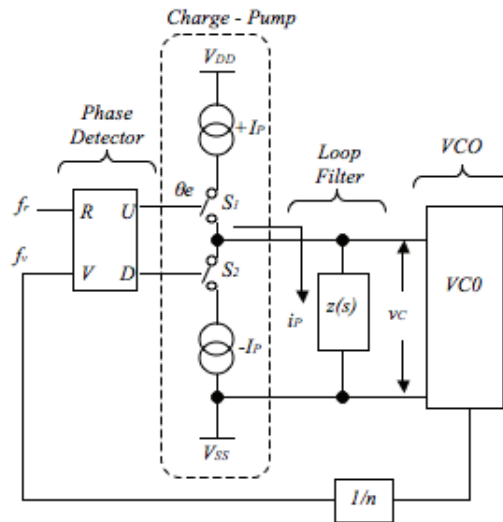 Charge - Pump
VDD
Phase
Detector
+IP
Loop
Filter
VCO
θe
S1
fr
R
U
fv
V
D
S2
iP
z(s)
vC
VC0
-IP
VSS
1/n